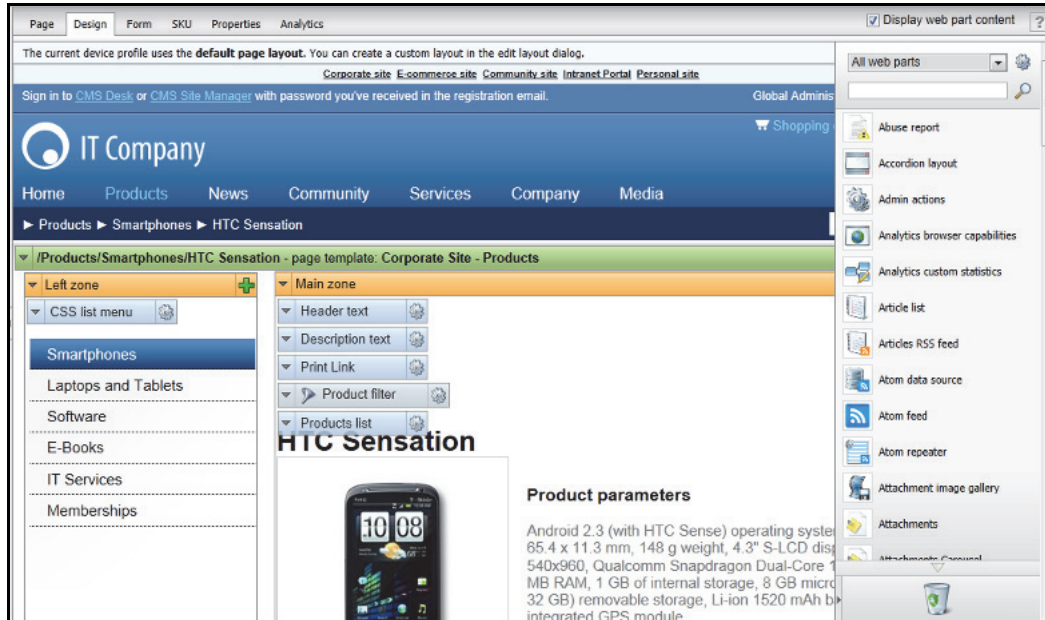 Page Design Form SKU Properties Analytics
Display web part content ?
The current device profile uses the default page layout. You can create a custom layout in the edit layout dialog.
Corporate site E-commerce site Community site Intranet Portal Personal site
Sign in to CMS Desk or CMS Site Manager with password you've received in the registration email.
Global Adminis
Shopping
IT Company
Home Products News Community Services Company Media
► Products ► Smartphones ► HTC Sensation
/Products/Smartphones/HTC Sensation - page template: Corporate Site - Products
Left zone
CSS list menu
Smartphones
Laptops and Tablets
Software
E-Books
IT Services
Memberships
Main zone
Header text
Description text
Print Link
Product filter
Products list
HTC Sensation
10 08
Product parameters
Android 2.3 (with HTC Sense) operating syste
65.4 x 11.3 mm, 148 g weight, 4.3" S-LCD disp
540x960, Qualcomm Snapdragon Dual-Core 1
MB RAM, 1 GB of internal storage, 8 GB micro
32 GB) removable storage, Li-ion 1520 mAh b
integrated GPS module
All web parts
Abuse report
Accordion layout
Admin actions
Analytics browser capabilities
Analytics custom statistics
Article list
Articles RSS feed
Atom data source
Atom feed
Atom repeater
Attachment image gallery
Attachments
Attachments Carousel